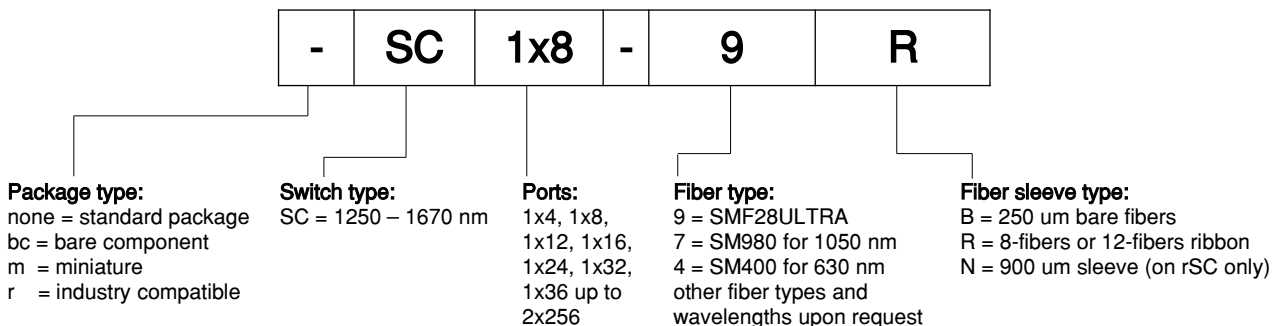 - SC 1x8 - 9 R
Package type:
none = standard package
bc = bare component
m = miniature
r = industry compatible
Switch type:
SC = 1250 – 1670 nm
Ports:
1x4, 1x8,
1x12, 1x16,
1x24, 1x32,
1x36 up to
2x256
Fiber type:
9 = SMF28ULTRA
7 = SM980 for 1050 nm
4 = SM400 for 630 nm
other fiber types and
wavelengths upon request
Fiber sleeve type:
B = 250 um bare fibers
R = 8-fibers or 12-fibers ribbon
N = 900 um sleeve (on rSC only)